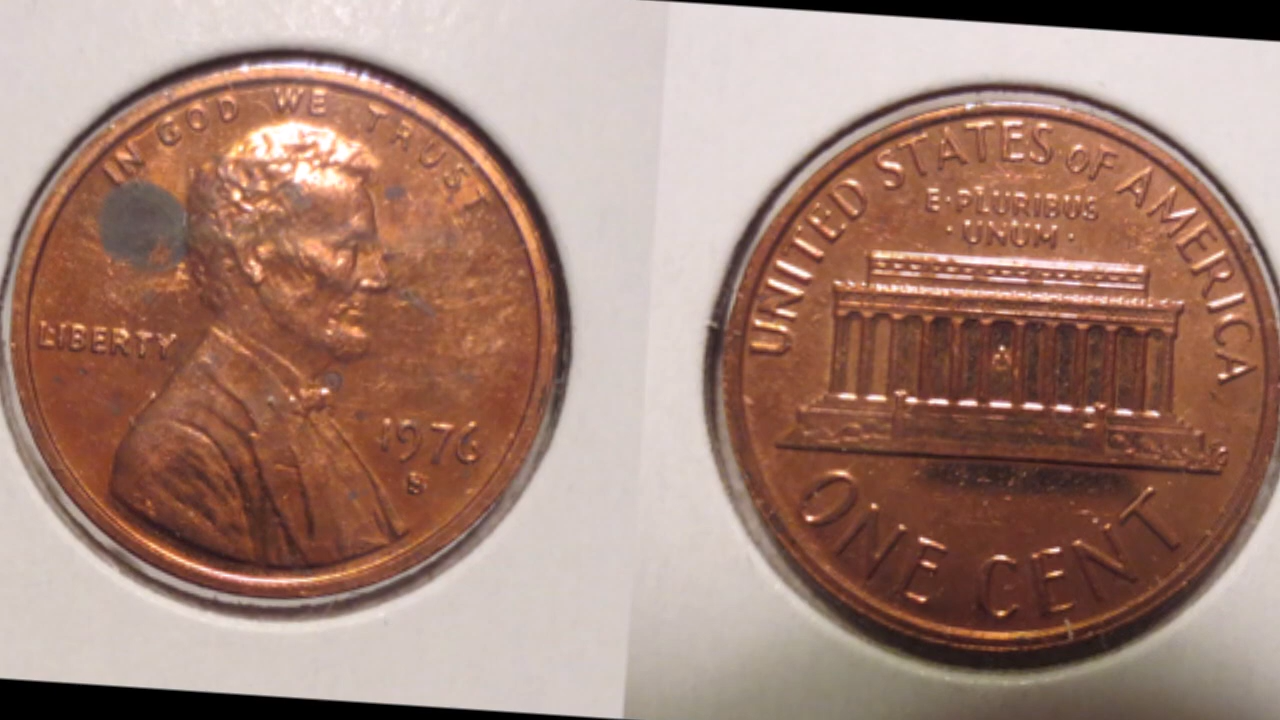 IN GOD WE TRUST
LIBERTY
1976
S
UNITED STATES OF AMERICA
E·PLURIBUS
·UNUM·
ONE CENT